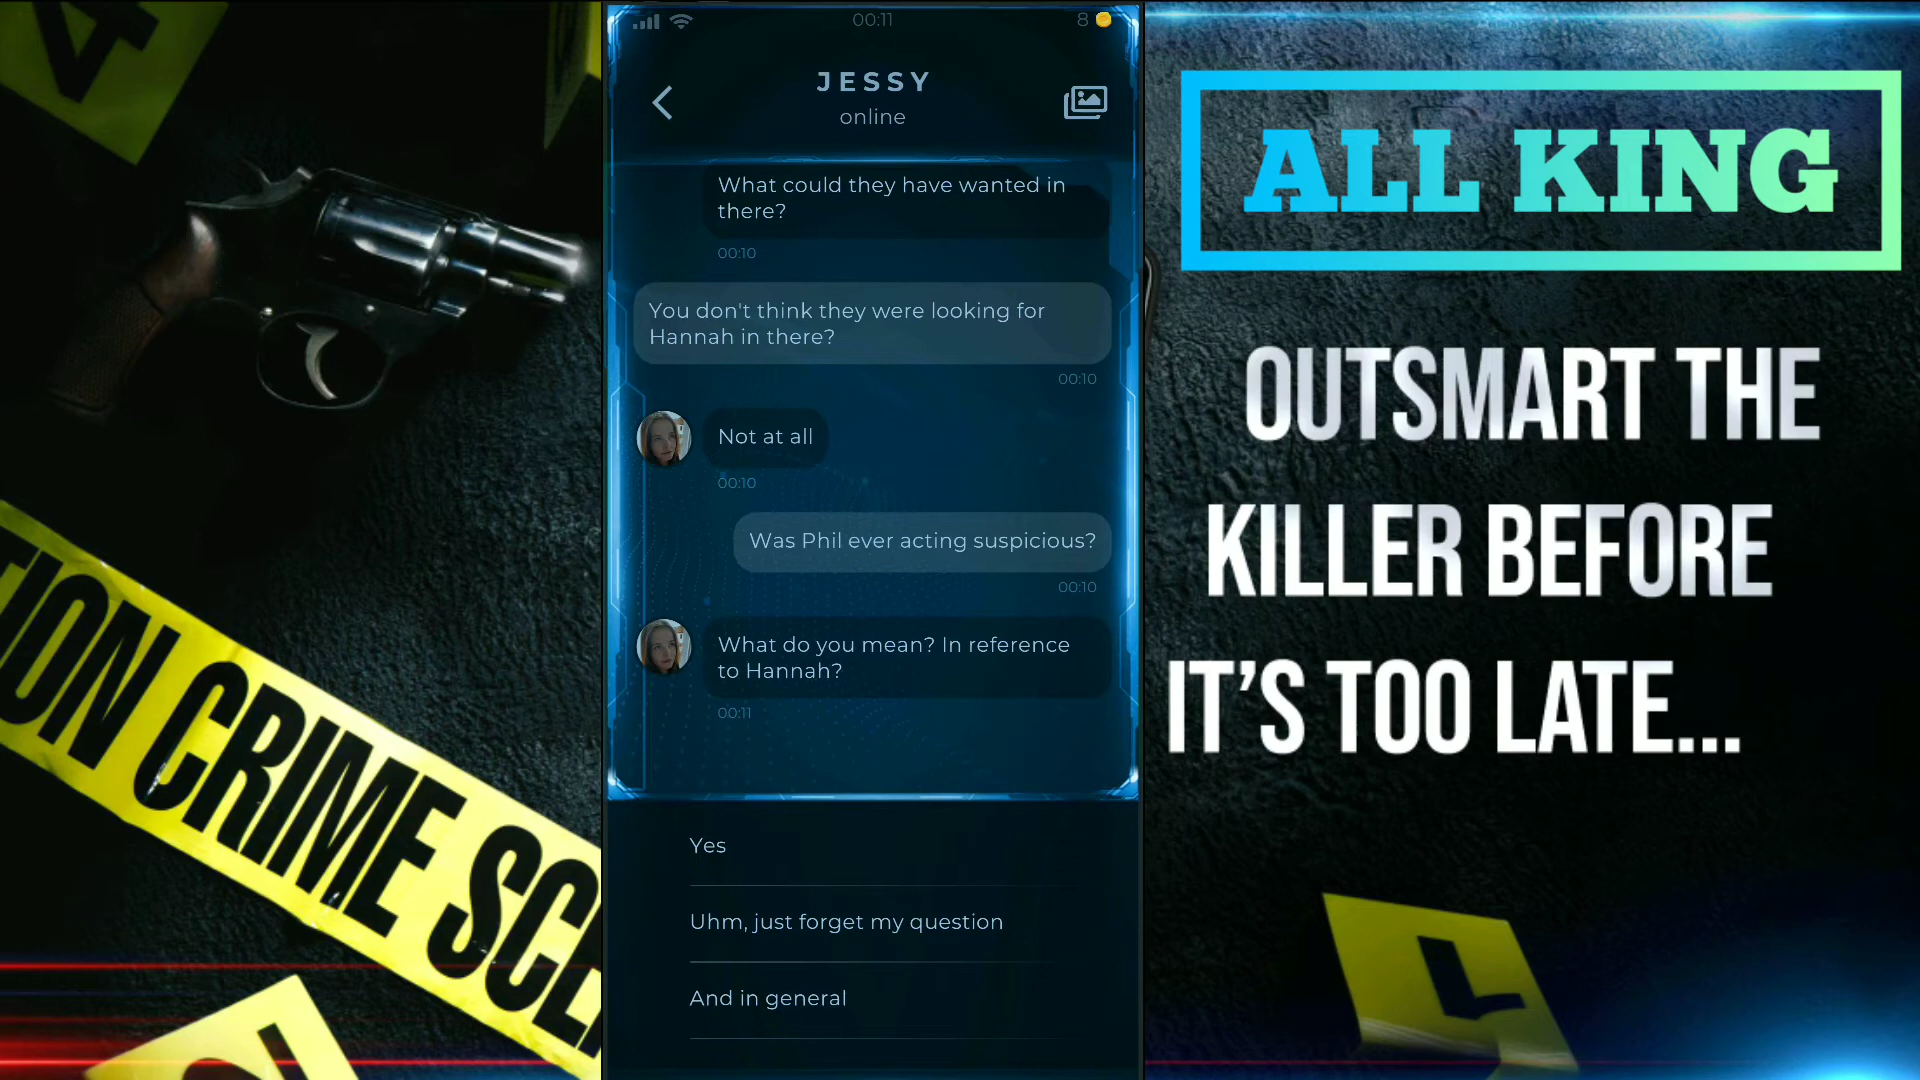 00:11
8
JESSY
online
What could they have wanted in
there?
00:10
You don't think they were looking for
Hannah in there?
00:10
Not at all
00:10
Was Phil ever acting suspicious?
00:10
What do you mean? In reference
to Hannah?
00:11
Yes
Uhm, just forget my question
And in general
ALL KING
OUTSMART THE
KILLER BEFORE
IT'S TOO LATE...
TION CRIME SCE